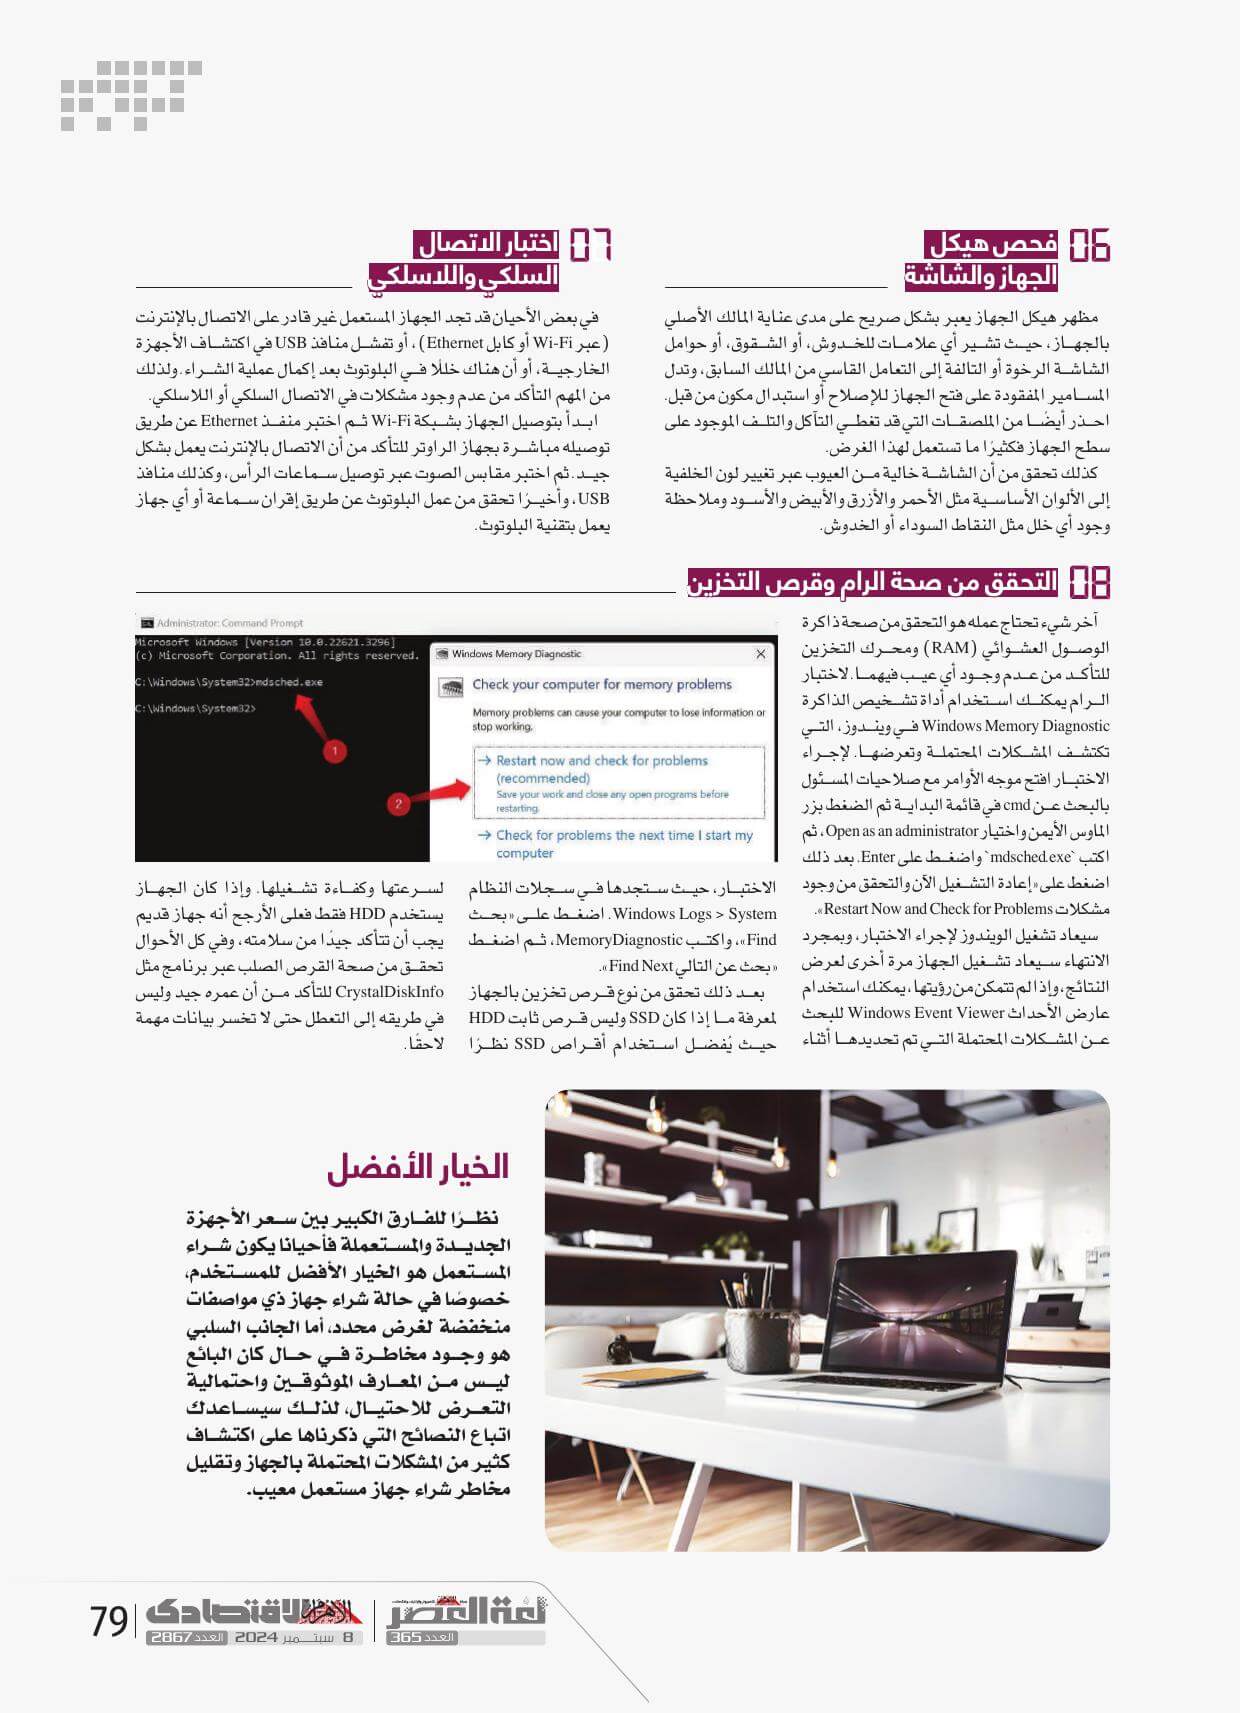 06 فحص هيكل
الجهاز والشاشة
مظهر هيكل الجهاز يعبر بشكل صريح على مدى عناية المالك الأصلي
بالجهاز، حيث تشير أي علامات للخدوش، أو الشقوق، أو حوامل
الشاشة الرخوة أو التالفة إلى التعامل القاسي من المالك السابق، وتدل
المسامير المفقودة على فتح الجهاز للإصلاح أو استبدال مكون من قبل.
احذر أيضًا من الملصقات التي قد تغطي التآكل والتلف الموجود على
سطح الجهاز فكثيرًا ما تستعمل لهذا الغرض.
كذلك تحقق من أن الشاشة خالية من العيوب عبر تغيير لون الخلفية
إلى الألوان الأساسية مثل الأحمر والأزرق والأبيض والأسود وملاحظة
وجود أي خلل مثل النقاط السوداء أو الخدوش.
07 اختبار الاتصال
السلكي واللاسلكي
في بعض الأحيان قد تجد الجهاز المستعمل غير قادر على الاتصال بالإنترنت
(عبر Wi-Fi أو كابل Ethernet)، أو تفشل منافذ USB في اكتشاف الأجهزة
الخارجية، أو أن هناك خللًا في البلوتوث بعد إكمال عملية الشراء. ولذلك
من المهم التأكد من عدم وجود مشكلات في الاتصال السلكي أو اللاسلكي.
ابدأ بتوصيل الجهاز بشبكة Wi-Fi ثم اختبر منفذ Ethernet عن طريق
توصيله مباشرة بجهاز الراوتر للتأكد من أن الاتصال بالإنترنت يعمل بشكل
جيد. ثم اختبر مقابس الصوت عبر توصيل سماعات الرأس، وكذلك منافذ
USB، وأخيرًا تحقق من عمل البلوتوث عن طريق إقران سماعة أو أي جهاز
يعمل بتقنية البلوتوث.
08 التحقق من صحة الرام وقرص التخزين
آخر شيء تحتاج عمله هو التحقق من صحة ذاكرة
الوصول العشوائي (RAM) ومحرك التخزين
للتأكد من عدم وجود أي عيب فيهما. لاختبار
الرام يمكنك استخدام أداة تشخيص الذاكرة
Windows Memory Diagnostic في ويندوز، التي
تكتشف المشكلات المحتملة وتعرضها. لإجراء
الاختبار افتح موجه الأوامر مع صلاحيات المسئول
بالبحث عن cmd في قائمة البداية ثم الضغط بزر
الماوس الأيمن واختيار Open as an administrator، ثم
اكتب `mdsched.exe` واضغط على Enter. بعد ذلك
اضغط على «إعادة التشغيل الآن والتحقق من وجود
مشكلات Restart Now and Check for Problems».
سيعاد تشغيل الويندوز لإجراء الاختبار، وبمجرد
الانتهاء سيعاد تشغيل الجهاز مرة أخرى لعرض
النتائج، وإذا لم تتمكن من رؤيتها، يمكنك استخدام
عارض الأحداث Windows Event Viewer للبحث
عن المشكلات المحتملة التي تم تحديدها أثناء
Administrator: Command Prompt
Microsoft Windows [Version 10.0.22621.3296]
(c) Microsoft Corporation. All rights reserved.
C:\Windows\System32>mdsched.exe
C:\Windows\System32>
1
2
Windows Memory Diagnostic
Check your computer for memory problems
Memory problems can cause your computer to lose information or
stop working.
Restart now and check for problems
(recommended)
Save your work and close any open programs before
restarting.
Check for problems the next time I start my
computer
الاختبار، حيث ستجدها في سجلات النظام
Windows Logs > System. اضغط على «بحث
Find»، واكتب MemoryDiagnostic، ثم اضغط
«بحث عن التالي Find Next».
بعد ذلك تحقق من نوع قرص تخزين بالجهاز
لمعرفة ما إذا كان SSD وليس قرص ثابت HDD
حيث يُفضل استخدام أقراص SSD نظرًا
لسرعتها وكفاءة تشغيلها. وإذا كان الجهاز
يستخدم HDD فقط فعلى الأرجح أنه جهاز قديم
يجب أن تتأكد جيدًا من سلامته، وفي كل الأحوال
تحقق من صحة القرص الصلب عبر برنامج مثل
CrystalDiskInfo للتأكد من أن عمره جيد وليس
في طريقه إلى التعطل حتى لا تخسر بيانات مهمة
لاحقًا.
الخيار الأفضل
نظرًا للفارق الكبير بين سعر الأجهزة
الجديدة والمستعملة فأحيانا يكون شراء
المستعمل هو الخيار الأفضل للمستخدم،
خصوصًا في حالة شراء جهاز ذي مواصفات
منخفضة لغرض محدد، أما الجانب السلبي
هو وجود مخاطرة في حال كان البائع
ليس من المعارف الموثوقين واحتمالية
التعرض للاحتيال، لذلك سيساعدك
اتباع النصائح التي ذكرناها على اكتشاف
كثير من المشكلات المحتملة بالجهاز وتقليل
مخاطر شراء جهاز مستعمل معيب.
لغة العصر
العدد 365
الأهرام الاقتصادى
8 سبتمبر 2024 العدد 2867
79